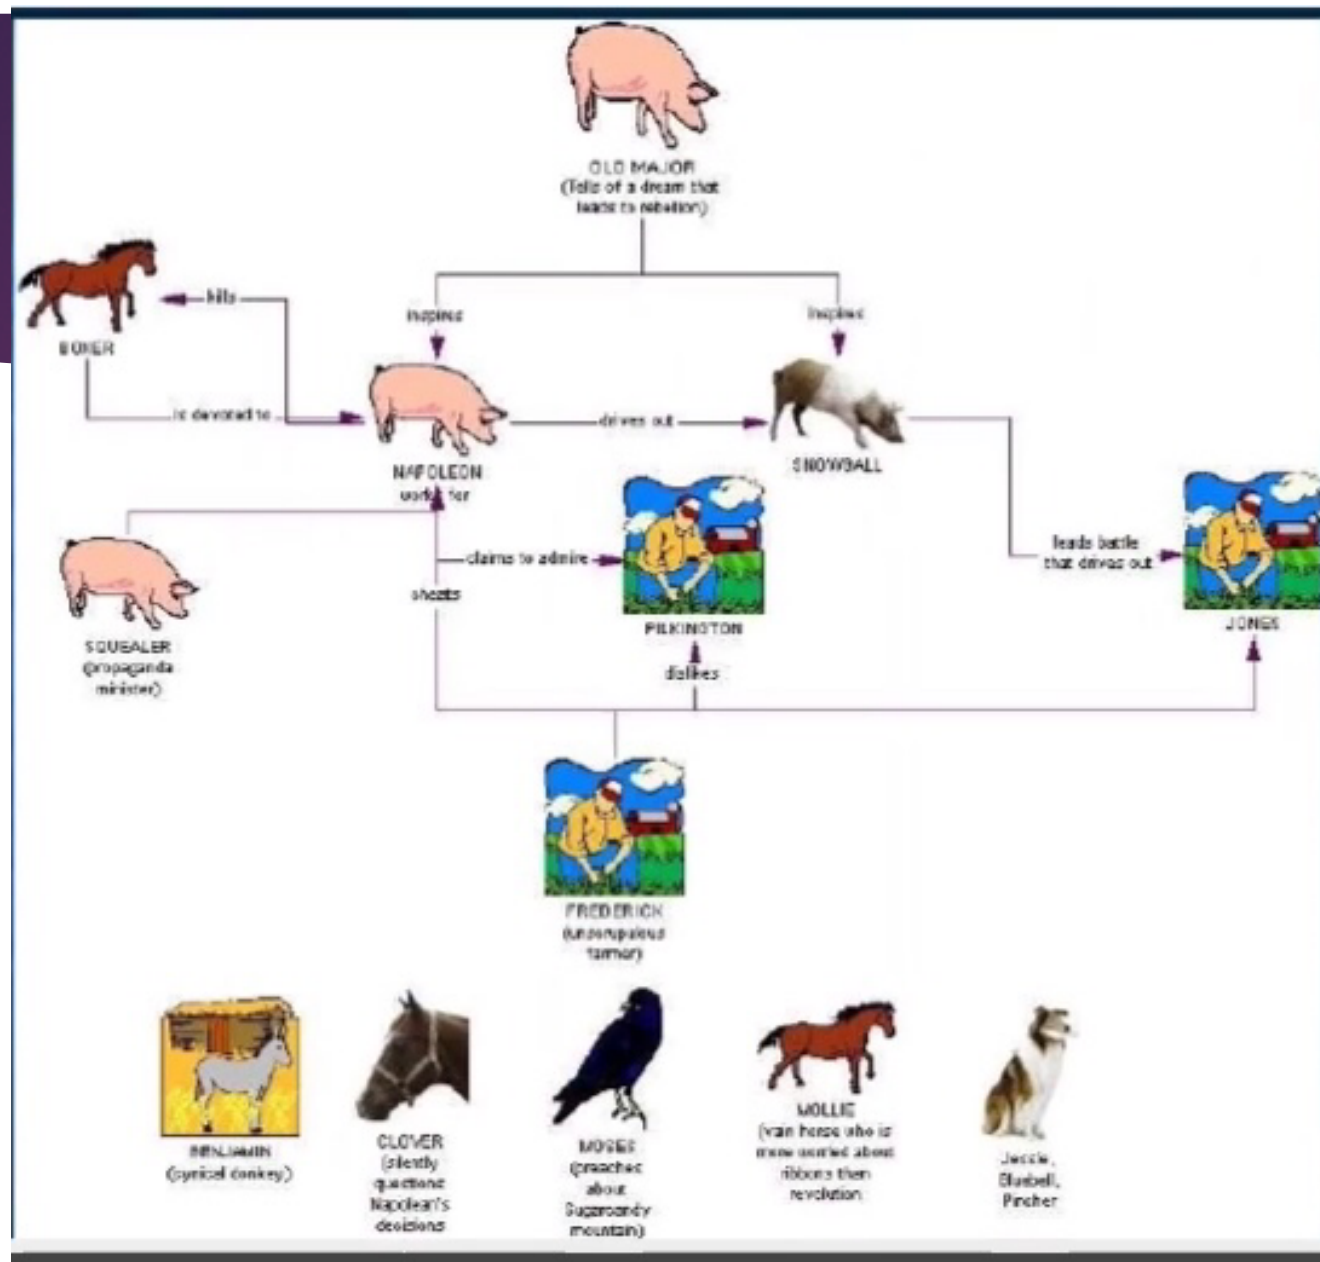 OLD MAJOR
(Tells of a dream that
leads to rebellion)
kills
inspires
inspires
BOXER
is devoted to
drives out
NAPOLEON
works for
SNOWBALL
claims to admire
leads battle
that drives out
cheats
PILKINGTON
JONES
SQUEALER
(propaganda
minister)
dislikes
FREDERICK
(unscrupulous
farmer)
BENJAMIN
(cynical donkey)
CLOVER
(silently
questions
Napolean's
decisions
MOSES
(preaches
about
Sugarcandy
mountain)
MOLLIE
(vain horse who is
more worried about
ribbons than
revolution
Jessie,
Bluebell,
Pincher